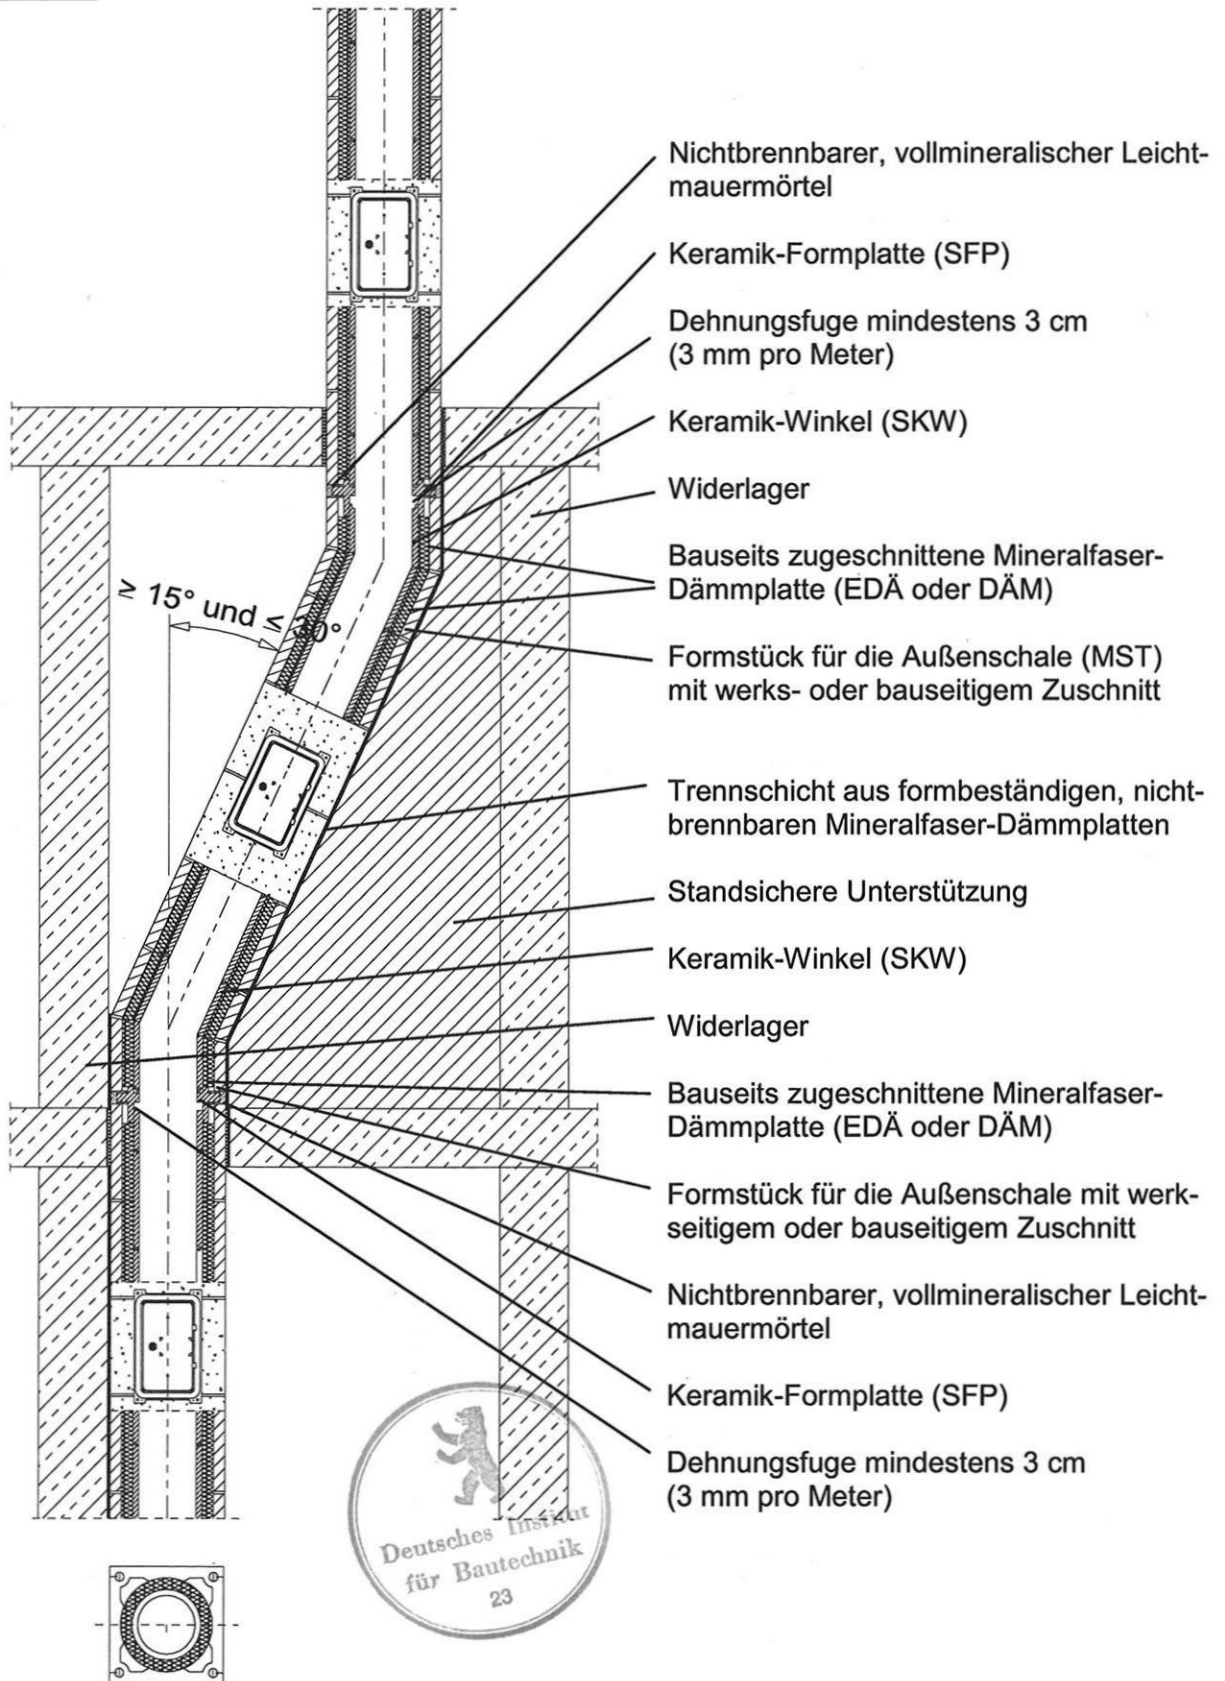 Nichtbrennbarer, vollmineralischer Leicht-
mauermörtel
Keramik-Formplatte (SFP)
Dehnungsfuge mindestens 3 cm
(3 mm pro Meter)
Keramik-Winkel (SKW)
Widerlager
Bauseits zugeschnittene Mineralfaser-
Dämmplatte (EDÄ oder DÄM)
≥ 15° und ≤ 30°
Formstück für die Außenschale (MST)
mit werks- oder bauseitigem Zuschnitt
Trennschicht aus formbeständigen, nicht-
brennbaren Mineralfaser-Dämmplatten
Standsichere Unterstützung
Keramik-Winkel (SKW)
Widerlager
Bauseits zugeschnittene Mineralfaser-
Dämmplatte (EDÄ oder DÄM)
Formstück für die Außenschale mit werk-
seitigem oder bauseitigem Zuschnitt
Nichtbrennbarer, vollmineralischer Leicht-
mauermörtel
Keramik-Formplatte (SFP)
Dehnungsfuge mindestens 3 cm
(3 mm pro Meter)
Deutsches Institut
für Bautechnik
23